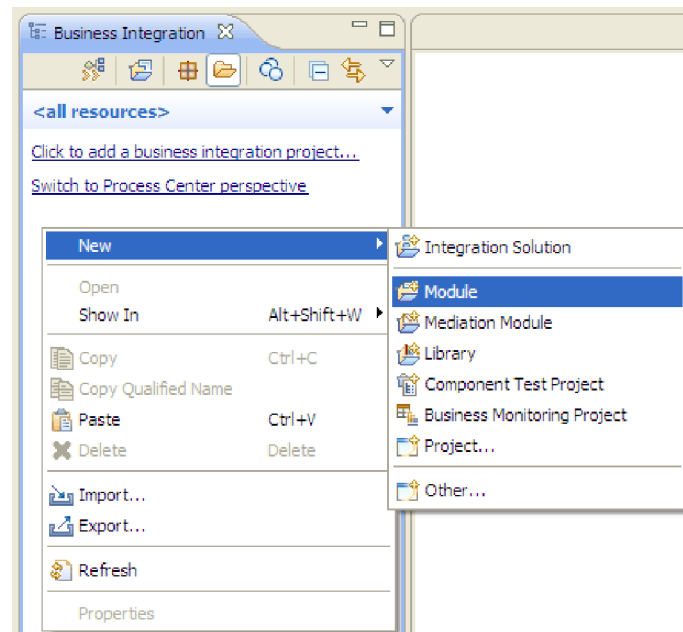 Business Integration
<all resources>
Click to add a business integration project...
Switch to Process Center perspective
New
Open
Show In Alt+Shift+W
Copy Ctrl+C
Copy Qualified Name
Paste Ctrl+V
Delete Delete
Import...
Export...
Refresh
Properties
Integration Solution
Module
Mediation Module
Library
Component Test Project
Business Monitoring Project
Project...
Other...